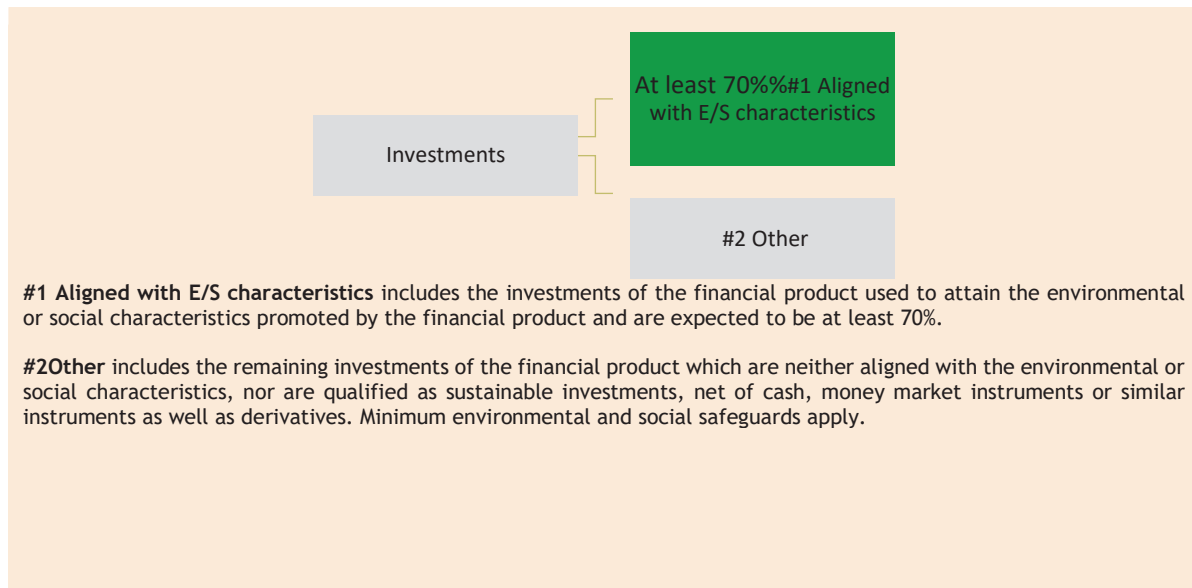 At least 70%%#1 Aligned
with E/S characteristics
Investments
#2 Other
#1 Aligned with E/S characteristics includes the investments of the financial product used to attain the environmental
or social characteristics promoted by the financial product and are expected to be at least 70%.
#2Other includes the remaining investments of the financial product which are neither aligned with the environmental or
social characteristics, nor are qualified as sustainable investments, net of cash, money market instruments or similar
instruments as well as derivatives. Minimum environmental and social safeguards apply.